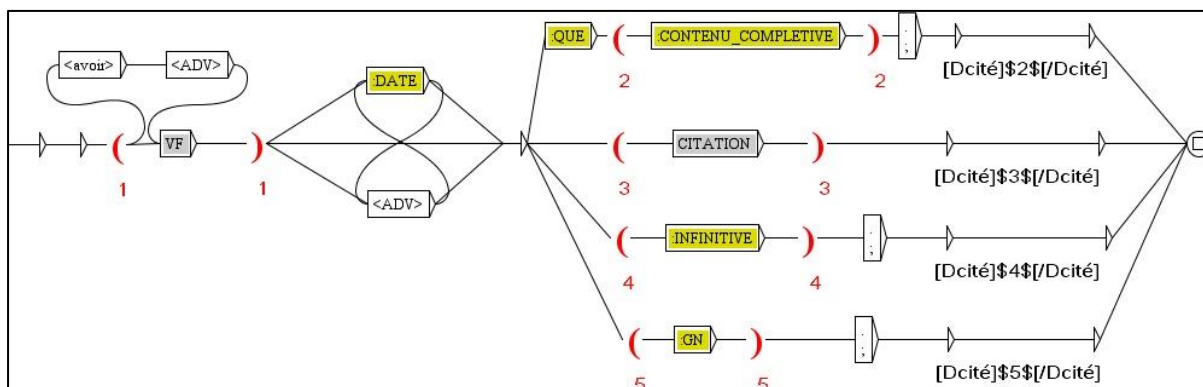 :QUE ( :CONTENU_COMPLETIVE ) . ;
2 2 [Dcité]$2$[/Dcité]
<avoir> <ADV> :DATE
( VF ) ( CITATION )
1 1 3 3 [Dcité]$3$[/Dcité]
<ADV>
( :INFINITIVE ) . ;
4 4 [Dcité]$4$[/Dcité]
( :GN ) . ;
5 5 [Dcité]$5$[/Dcité]